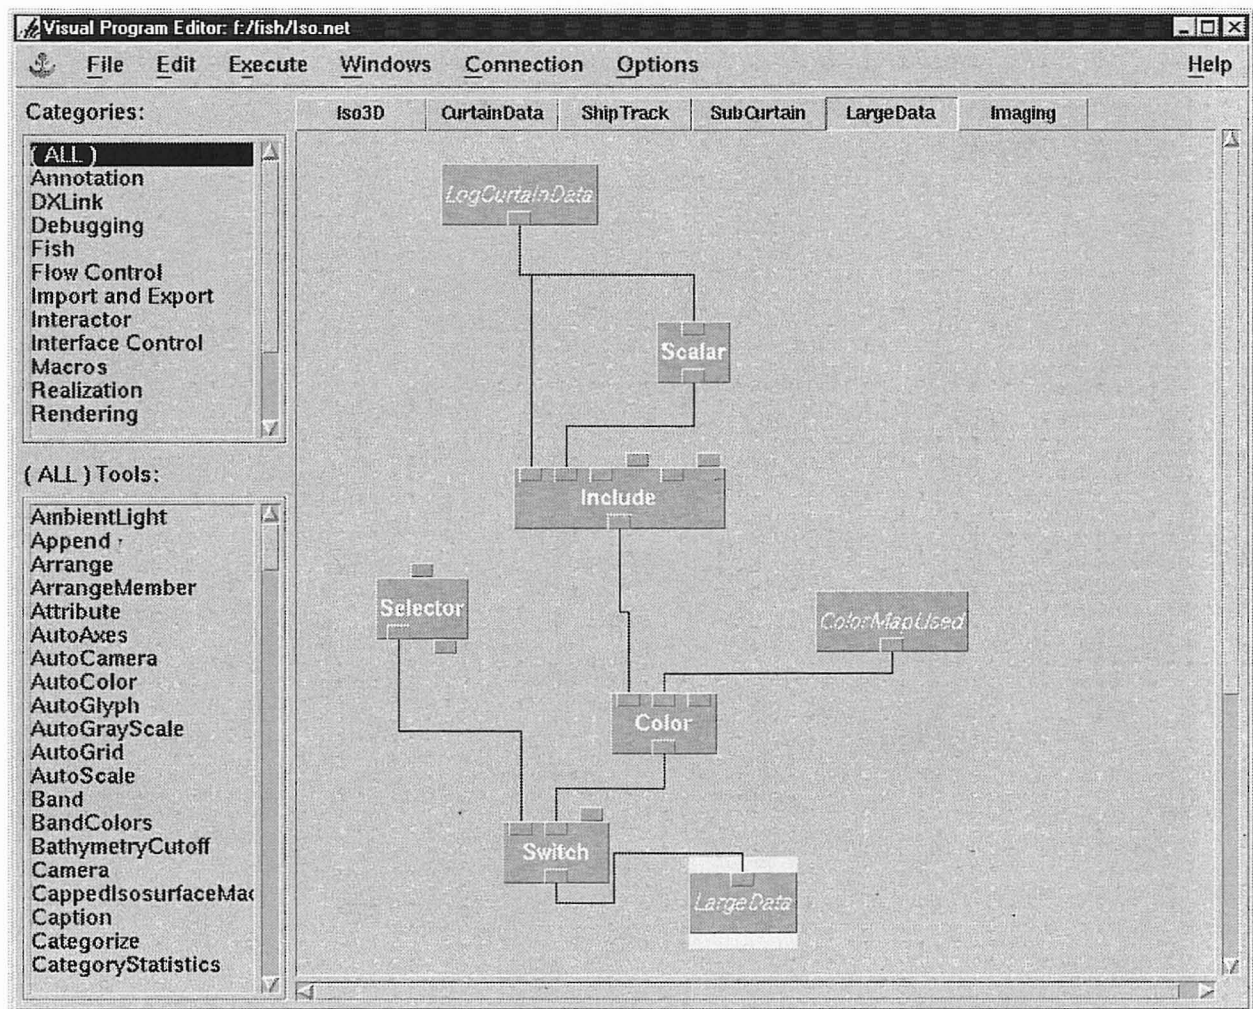 Visual Program Editor: f:/fish/Iso.net
File Edit Execute Windows Connection Options Help
Categories:
Iso3D CurtainData ShipTrack SubCurtain LargeData Imaging
( ALL )
Annotation
DXLink
Debugging
Fish
Flow Control
Import and Export
Interactor
Interface Control
Macros
Realization
Rendering
( ALL ) Tools:
AmbientLight
Append
Arrange
ArrangeMember
Attribute
AutoAxes
AutoCamera
AutoColor
AutoGlyph
AutoGrayScale
AutoGrid
AutoScale
Band
BandColors
BathymetryCutoff
Camera
CappedIsosurfaceMac
Caption
Categorize
CategoryStatistics
LogCurtainData
Scalar
Include
Selector
ColorMapUsed
Color
Switch
LargeData